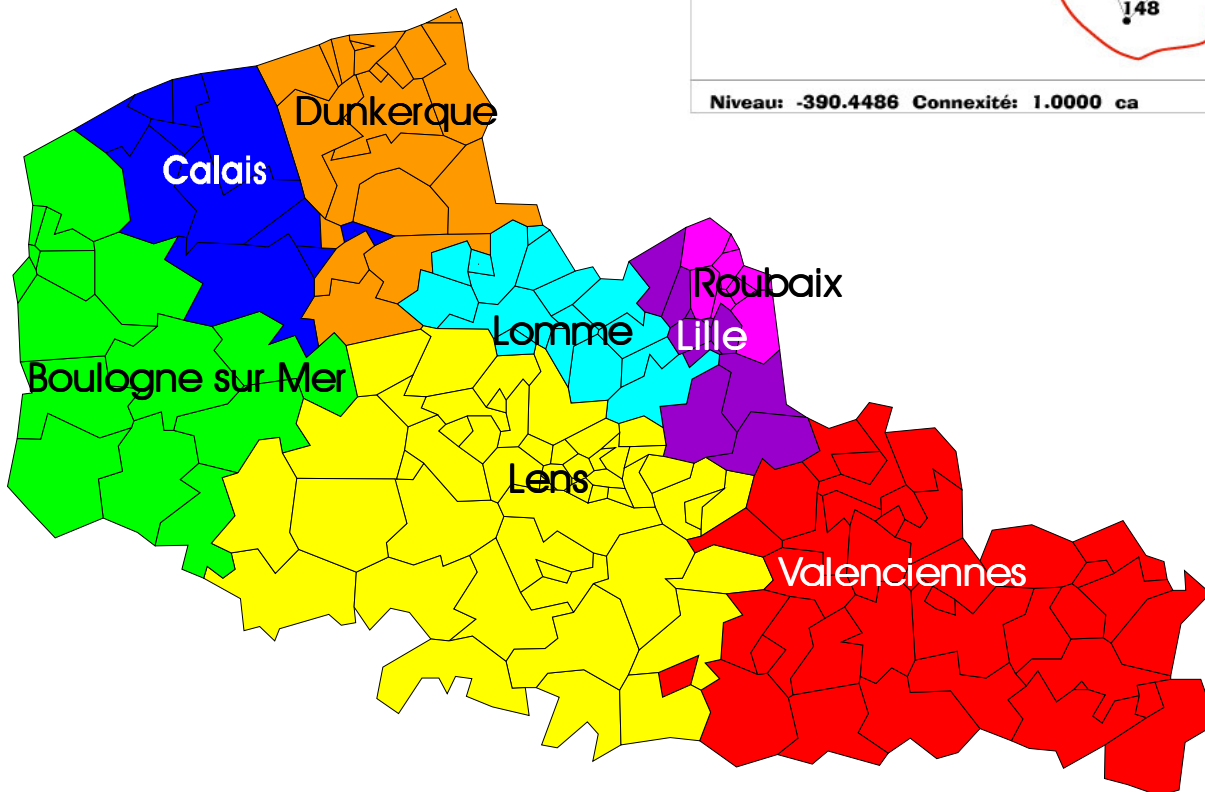 148
Niveau: -390.4486 Connexité: 1.0000 ca
Dunkerque
Calais
Roubaix
Lomme Lille
Boulogne sur Mer
Lens
Valenciennes